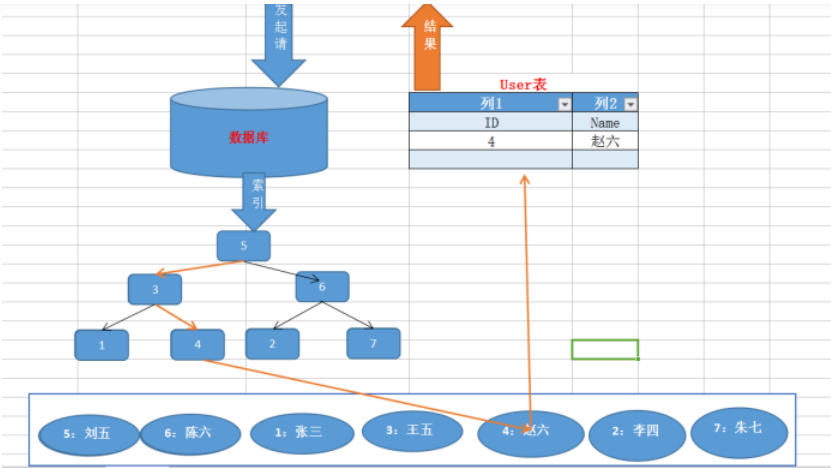 发起请
结果
User表
列1 列2
ID Name
4 赵六
数据库
索引
5
3 6
1 4 2 7
5: 刘五 6: 陈六 1: 张三 3: 王五 4: 赵六 2: 李四 7: 朱七